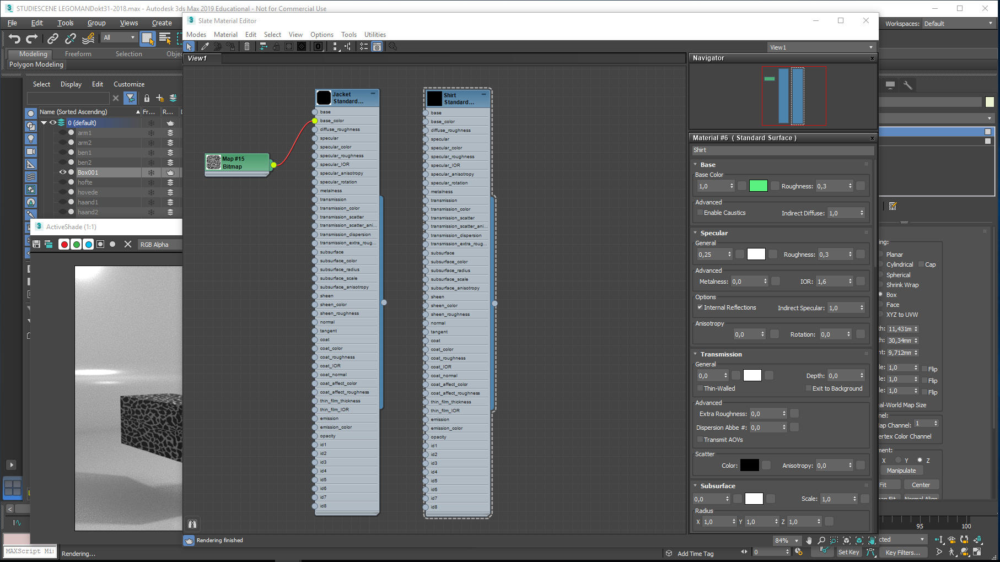 STUDIESCENE LEGOMANDokt31-2018.max - Autodesk 3ds Max 2019 Educational - Not for Commercial Use
File Edit Tools Group Views Create
Workspaces: Default
All
Modeling Freeform Selection
Polygon Modeling
Select Display Edit Customize
Name (Sorted Ascending) Fr... R...
0 (default)
arm1
arm2
ben1
ben2
Box001
hofte
hovede
haand1
haand2
ActiveShade (1:1)
RGB Alpha
Slate Material Editor
Modes Material Edit Select View Options Tools Utilities
View1
View1
Map #15
Bitmap
Jacket
Standard...
base
base_color
diffuse_roughness
specular
specular_color
specular_roughness
specular_IOR
specular_anisotropy
specular_rotation
metalness
transmission
transmission_color
transmission_scatter
transmission_scatter_ani...
transmission_dispersion
transmission_extra_roug...
subsurface
subsurface_color
subsurface_radius
subsurface_scale
subsurface_anisotropy
sheen
sheen_color
sheen_roughness
normal
tangent
coat
coat_color
coat_roughness
coat_IOR
coat_normal
coat_affect_color
coat_affect_roughness
thin_film_thickness
thin_film_IOR
emission
emission_color
opacity
id1
id2
id3
id4
id5
id6
id7
id8
Shirt
Standard...
base
base_color
diffuse_roughness
specular
specular_color
specular_roughness
specular_IOR
specular_anisotropy
specular_rotation
metalness
transmission
transmission_color
transmission_scatter
transmission_scatter_ani...
transmission_dispersion
transmission_extra_roug...
subsurface
subsurface_color
subsurface_radius
subsurface_scale
subsurface_anisotropy
sheen
sheen_color
sheen_roughness
normal
tangent
coat
coat_color
coat_roughness
coat_IOR
coat_normal
coat_affect_color
coat_affect_roughness
thin_film_thickness
thin_film_IOR
emission
emission_color
opacity
id1
id2
id3
id4
id5
id6
id7
id8
Navigator
Material #6 ( Standard Surface )
Shirt
Base
Base Color
1,0 Roughness: 0,3
Advanced
Enable Caustics Indirect Diffuse: 1,0
Specular
General
0,25 Roughness: 0,3
Advanced
Metalness: 0,0 IOR: 1,6
Options
Internal Reflections Indirect Specular: 1,0
Anisotropy
0,0 Rotation: 0,0
Transmission
General
0,0 Depth: 0,0
Thin-Walled Exit to Background
Advanced
Extra Roughness: 0,0
Dispersion Abbe #: 0,0
Transmit AOVs
Scatter
Color: Anisotropy: 0,0
Subsurface
0,0 Scale: 1,0
Radius
X 1,0 Y 1,0 Z 1,0
Planar
Cylindrical Cap
Spherical
Shrink Wrap
Box
Face
XYZ to UVW
11,431m
30,34mm
9,712mm
1,0 Flip
1,0 Flip
1,0 Flip
Map Size
Channel: 1
Color Channel
X Y Z
Manipulate
Fit Center
Normal Align
95 100
Rendering finished
84%
MAXScript Mi
Rendering...
Add Time Tag
0
Set Key
Key Filters...